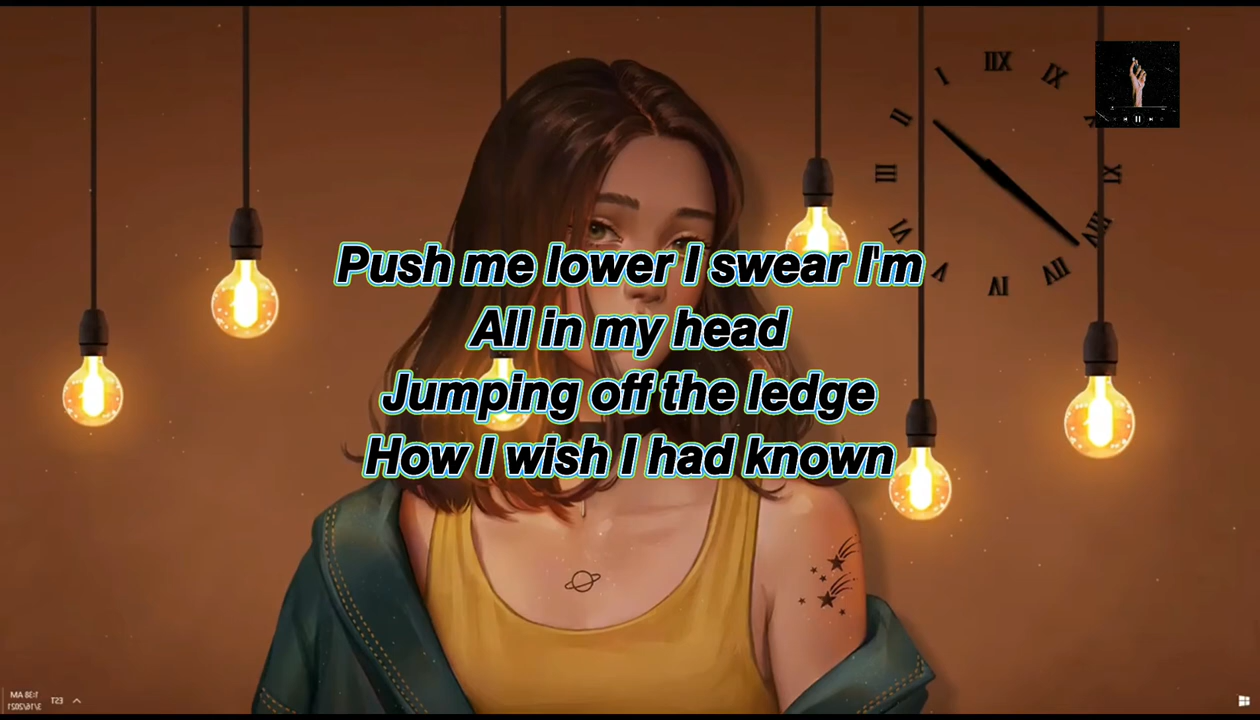 Push me lower I swear I'm
All in my head
Jumping off the ledge
How I wish I had known